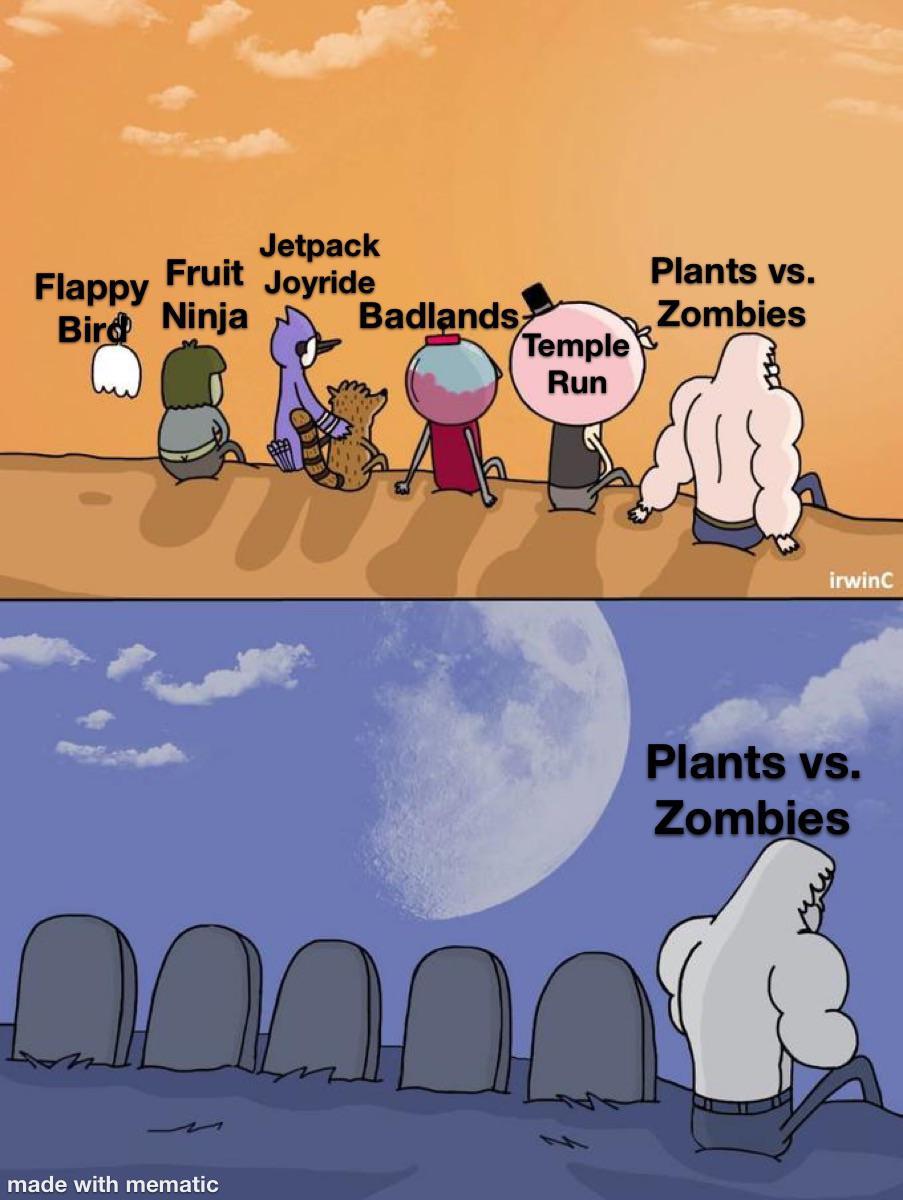 Flappy
Bird
Fruit
Ninja
Jetpack
Joyride
Badlands
Temple
Run
Plants vs.
Zombies
irwinC
Plants vs.
Zombies
made with mematic